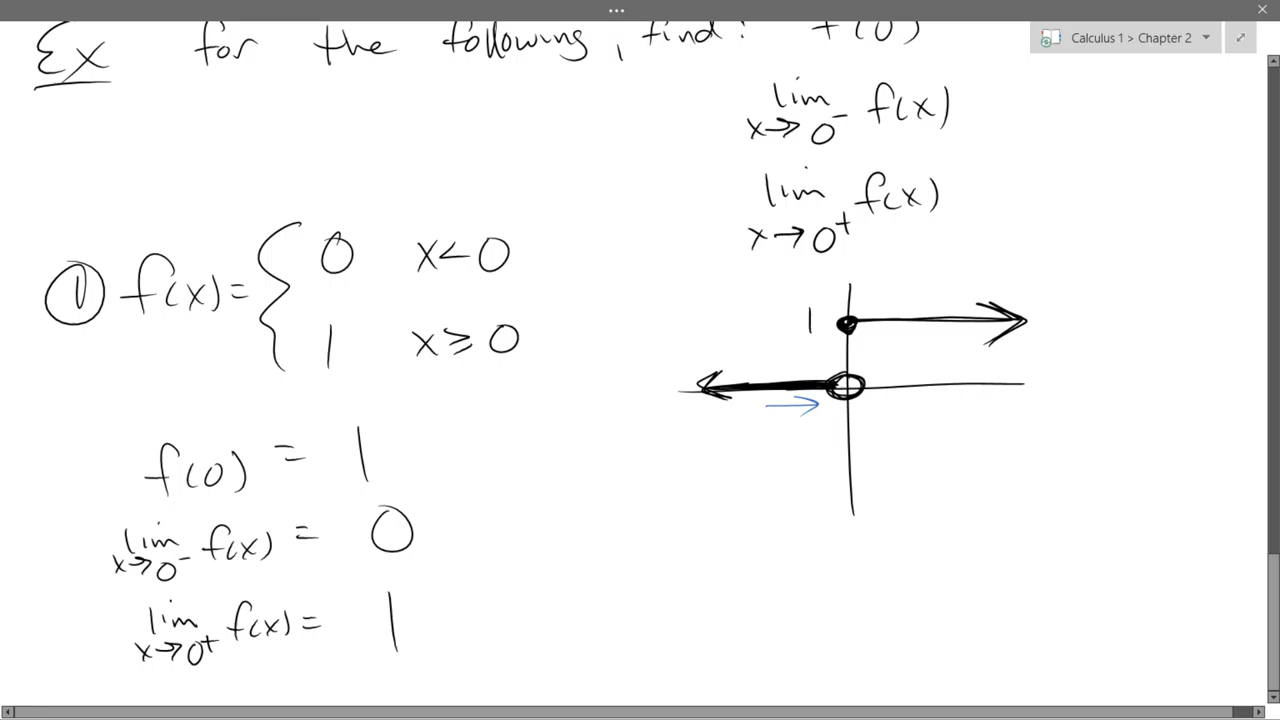 Calculus 1 > Chapter 2
Ex for the following, find: f(0)
lim x→0⁻ f(x)
lim x→0⁺ f(x)
① f(x) = { 0 x<0
1 x≥0
1
f(0) = 1
lim x→0⁻ f(x) = 0
lim x→0⁺ f(x) = 1